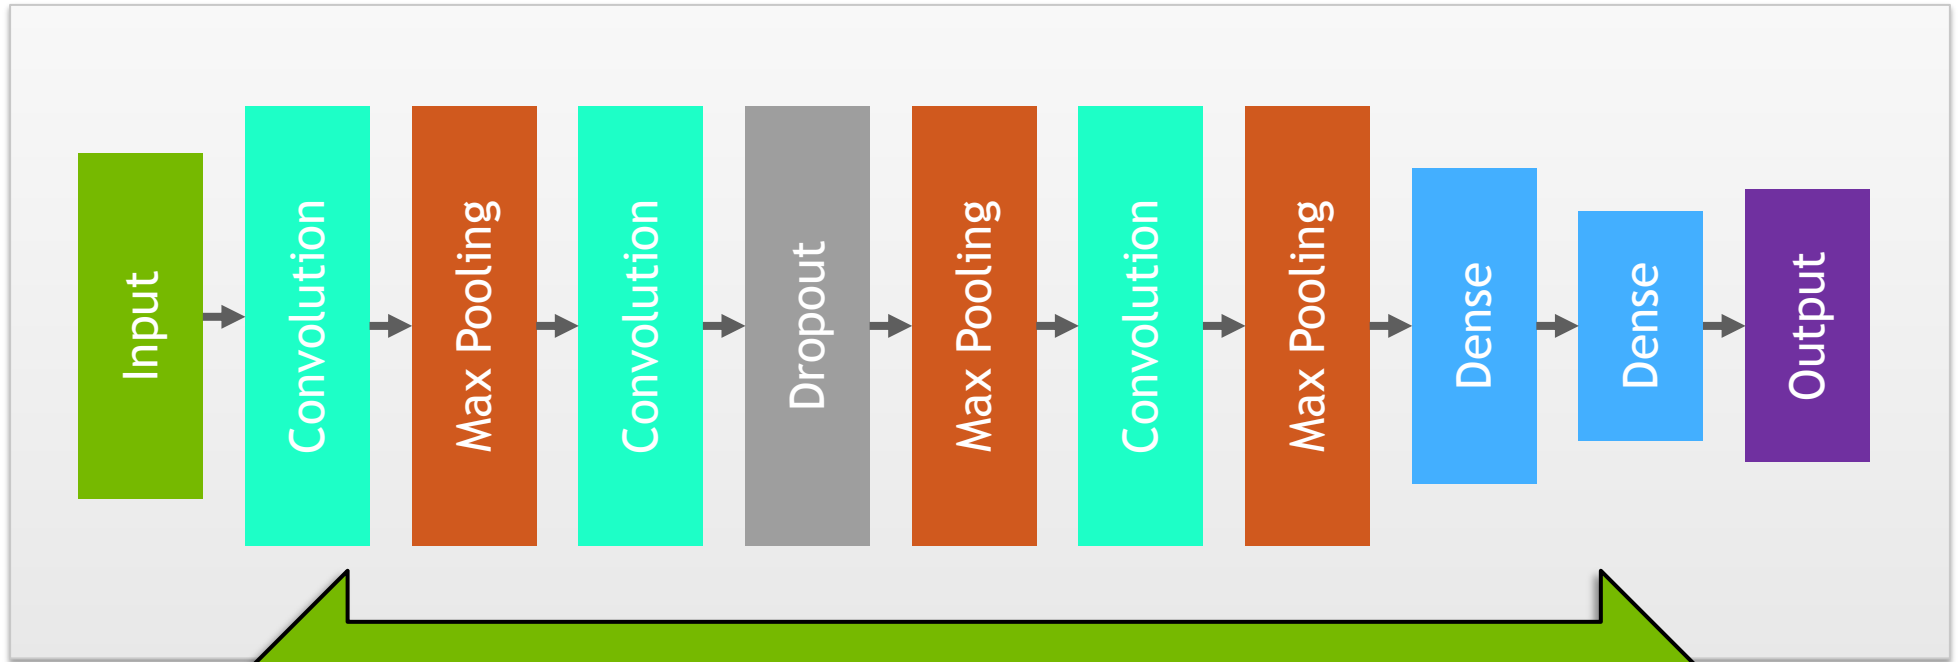 Input
Convolution
Max Pooling
Convolution
Dropout
Max Pooling
Convolution
Max Pooling
Dense
Dense
Output